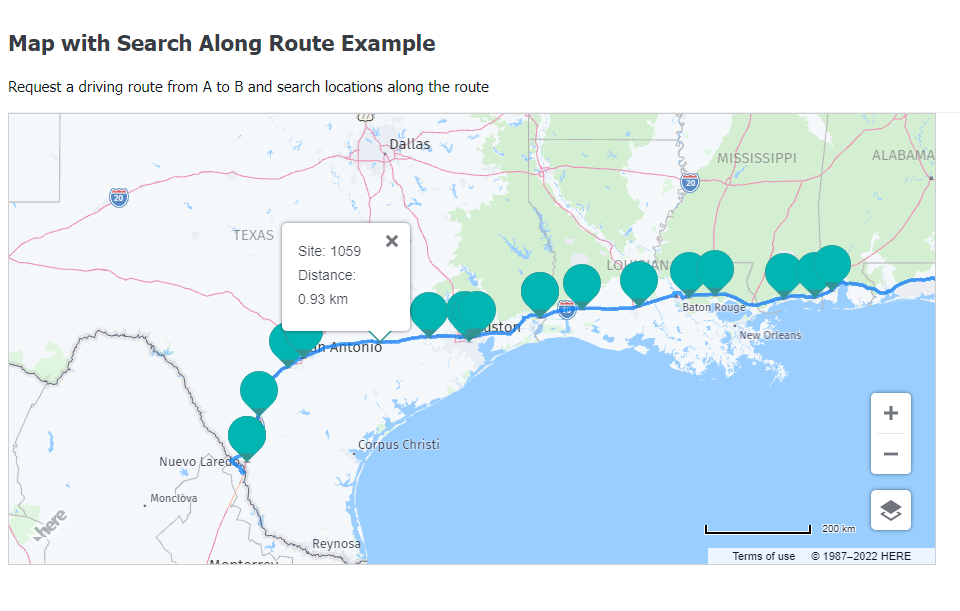 Map with Search Along Route Example
Request a driving route from A to B and search locations along the route
Dallas
MISSISSIPPI
ALABAMA
20
20
TEXAS
Site: 1059
Distance:
0.93 km
10
Baton Rouge
New Orleans
San Antonio
Corpus Christi
Nuevo Laredo
Monclova
Reynosa
Monterrey
here
+
−
200 km
Terms of use © 1987–2022 HERE